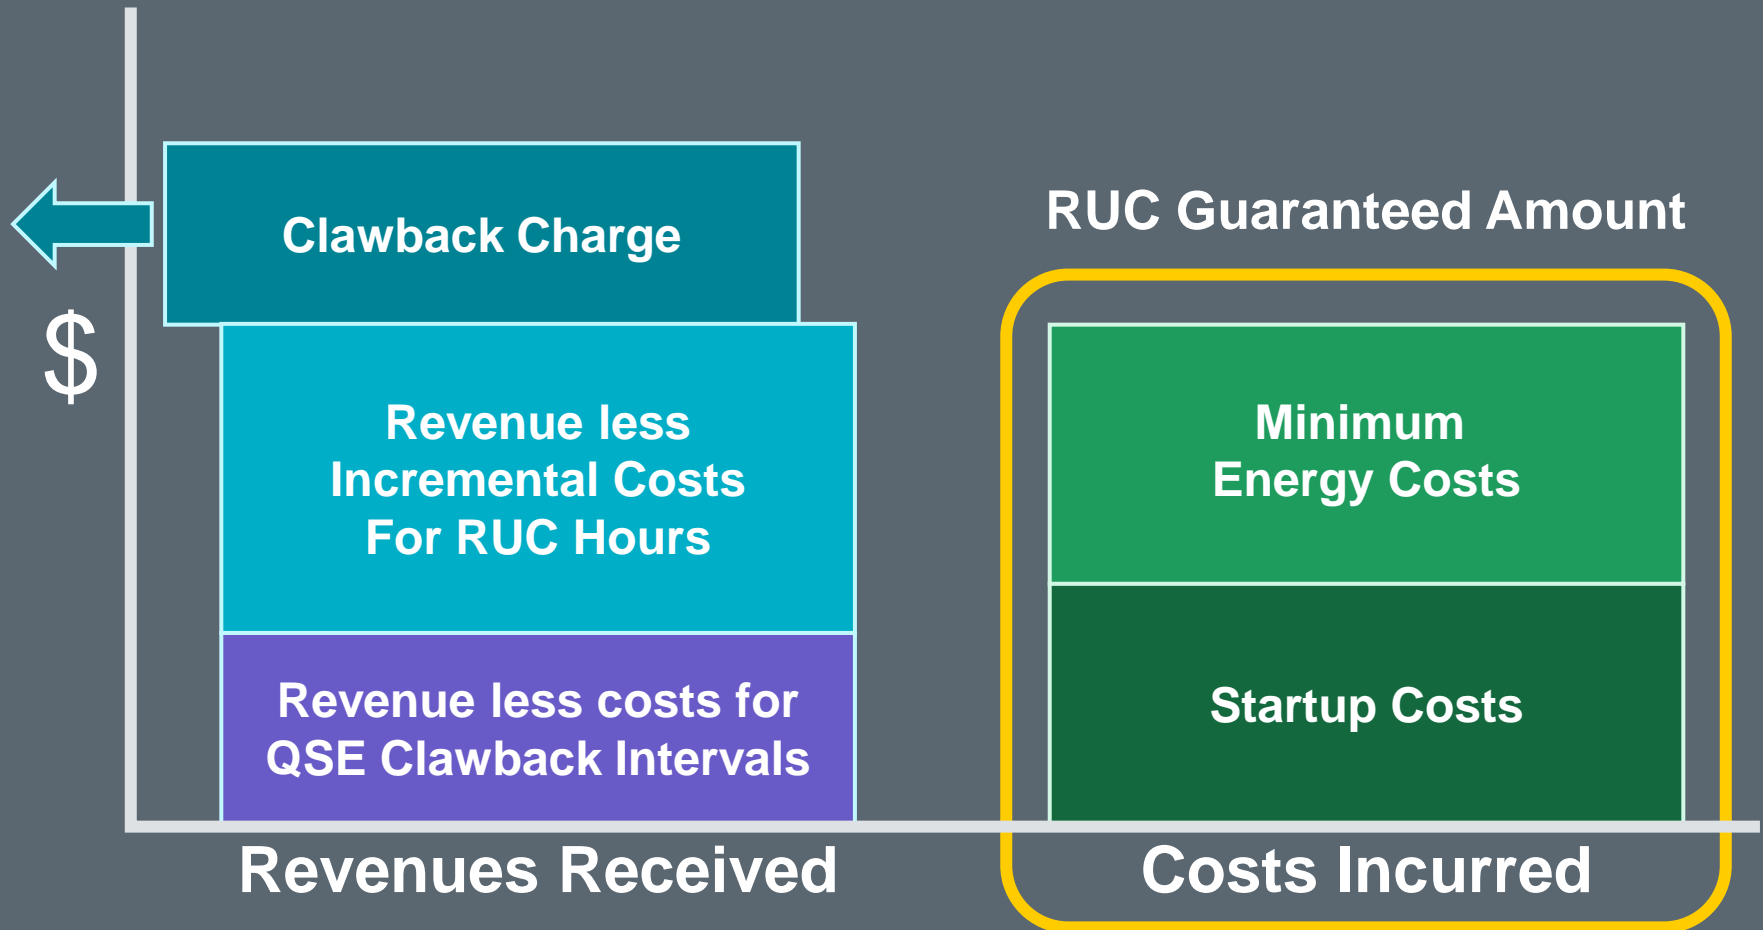 Clawback Charge
RUC Guaranteed Amount
$
Revenue less
Incremental Costs
For RUC Hours
Minimum
Energy Costs
Revenue less costs for
QSE Clawback Intervals
Startup Costs
Revenues Received
Costs Incurred